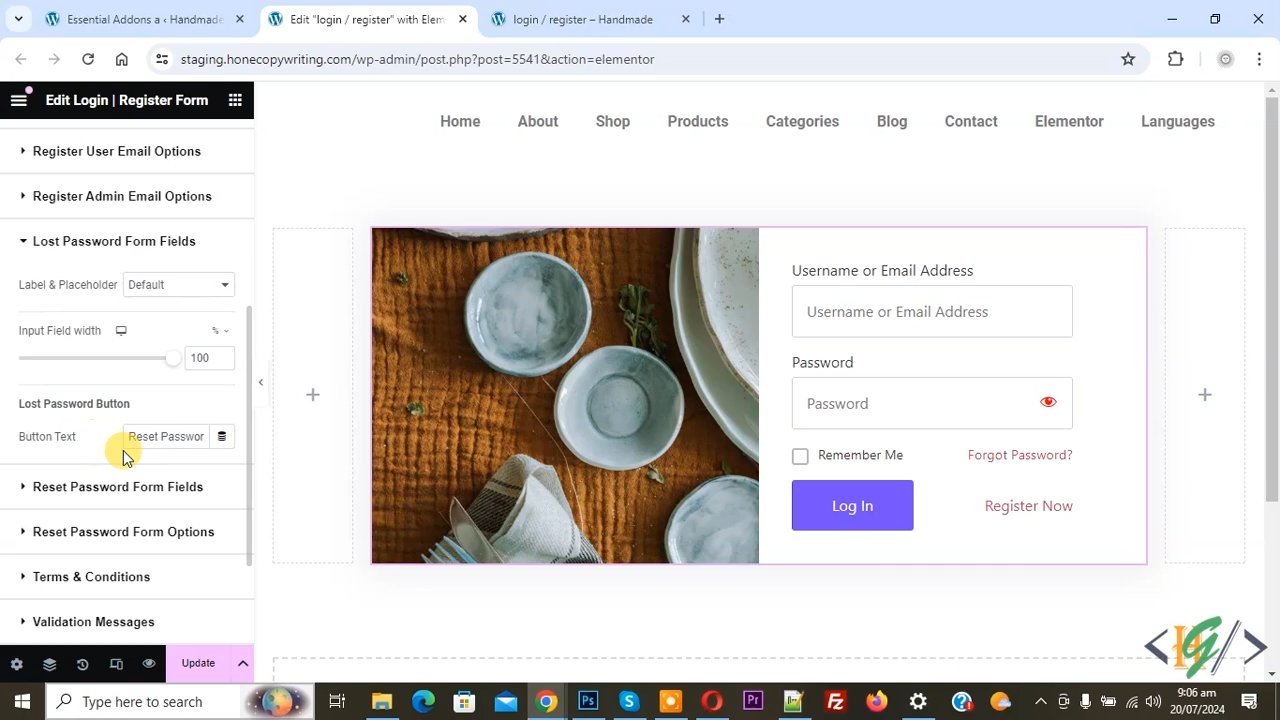 Essential Addons a ‹ Handmade
Edit "login / register" with Elem
login / register – Handmade
staging.honecopywriting.com/wp-admin/post.php?post=5541&action=elementor
Edit Login | Register Form
Home About Shop Products Categories Blog Contact Elementor Languages
Register User Email Options
Register Admin Email Options
Lost Password Form Fields
Label & Placeholder Default
Input Field width %
100
Lost Password Button
Button Text Reset Passwor
Reset Password Form Fields
Reset Password Form Options
Terms & Conditions
Validation Messages
Update
Username or Email Address
Username or Email Address
Password
Password
Remember Me Forgot Password?
Log In Register Now
HG
Type here to search
9:06 am
20/07/2024